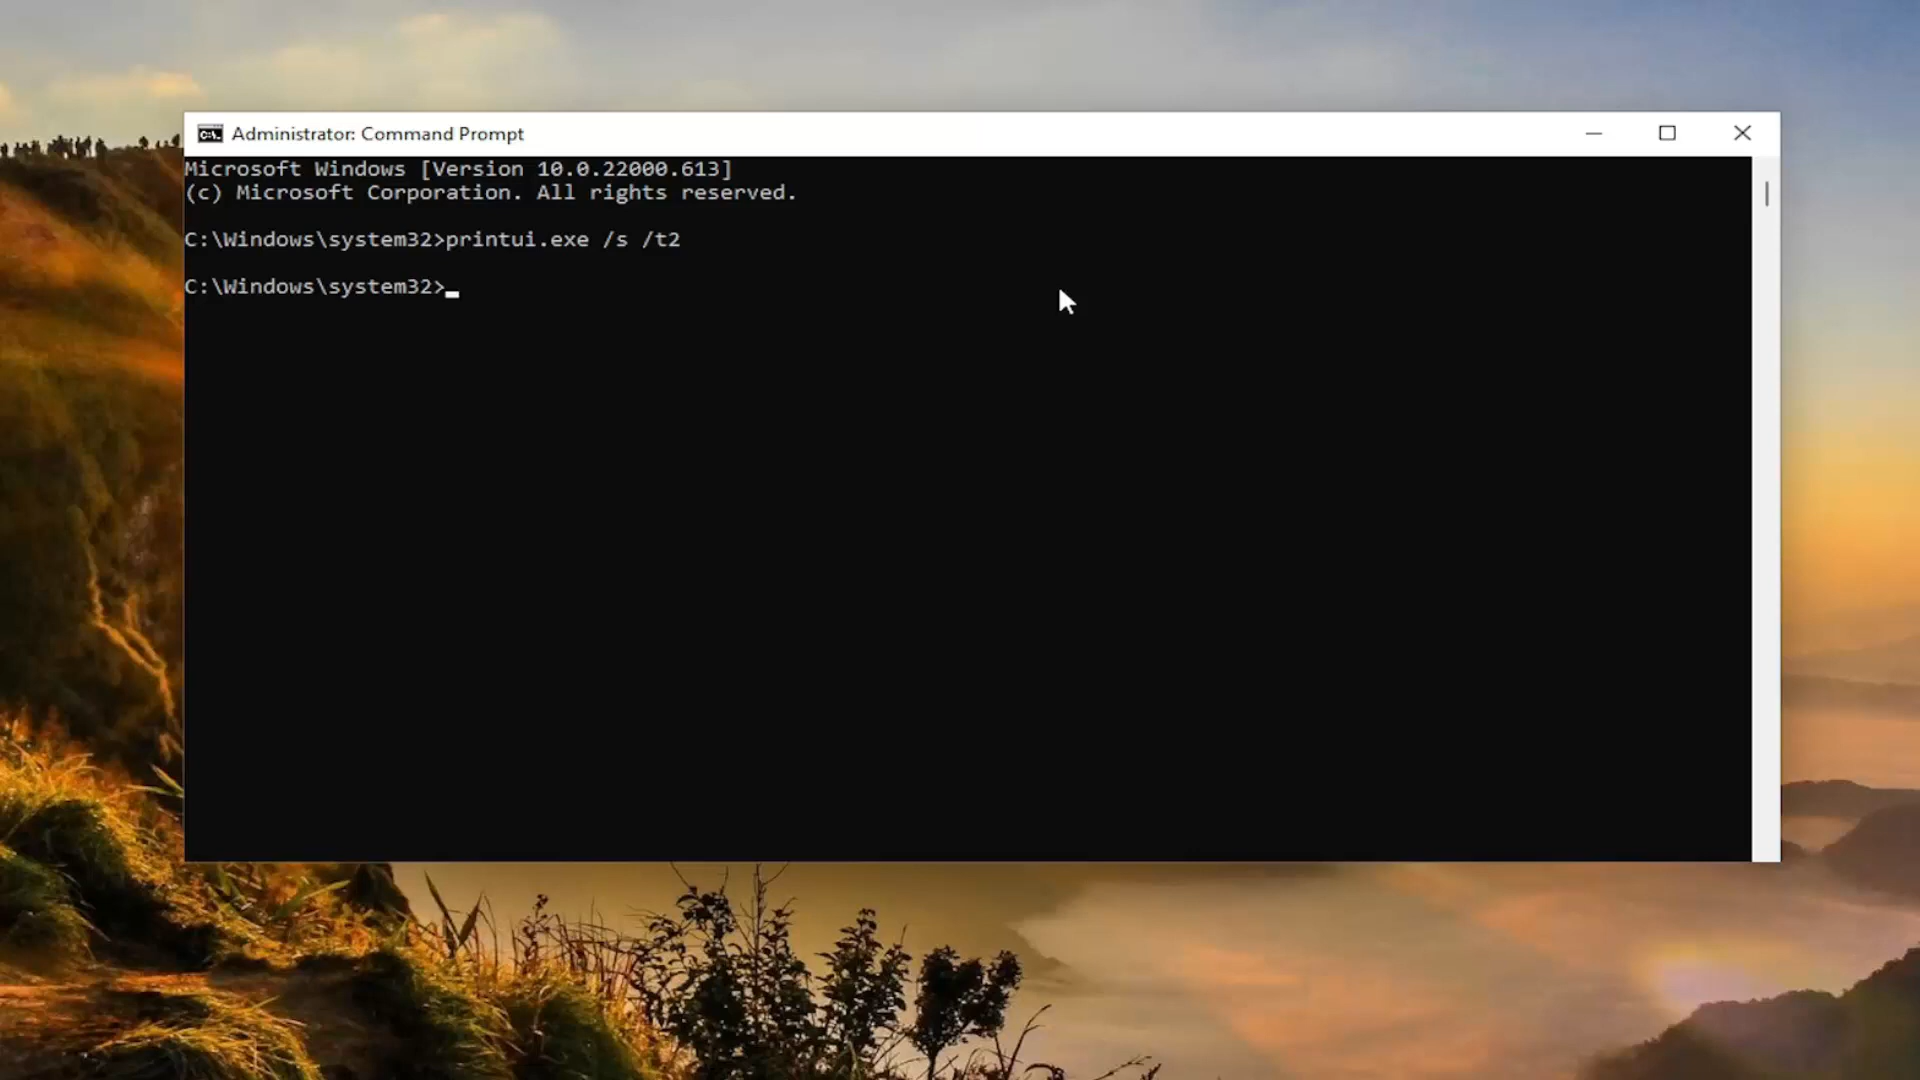 Administrator: Command Prompt
Microsoft Windows [Version 10.0.22000.613]
(c) Microsoft Corporation. All rights reserved.
C:\Windows\system32>printui.exe /s /t2
C:\Windows\system32>